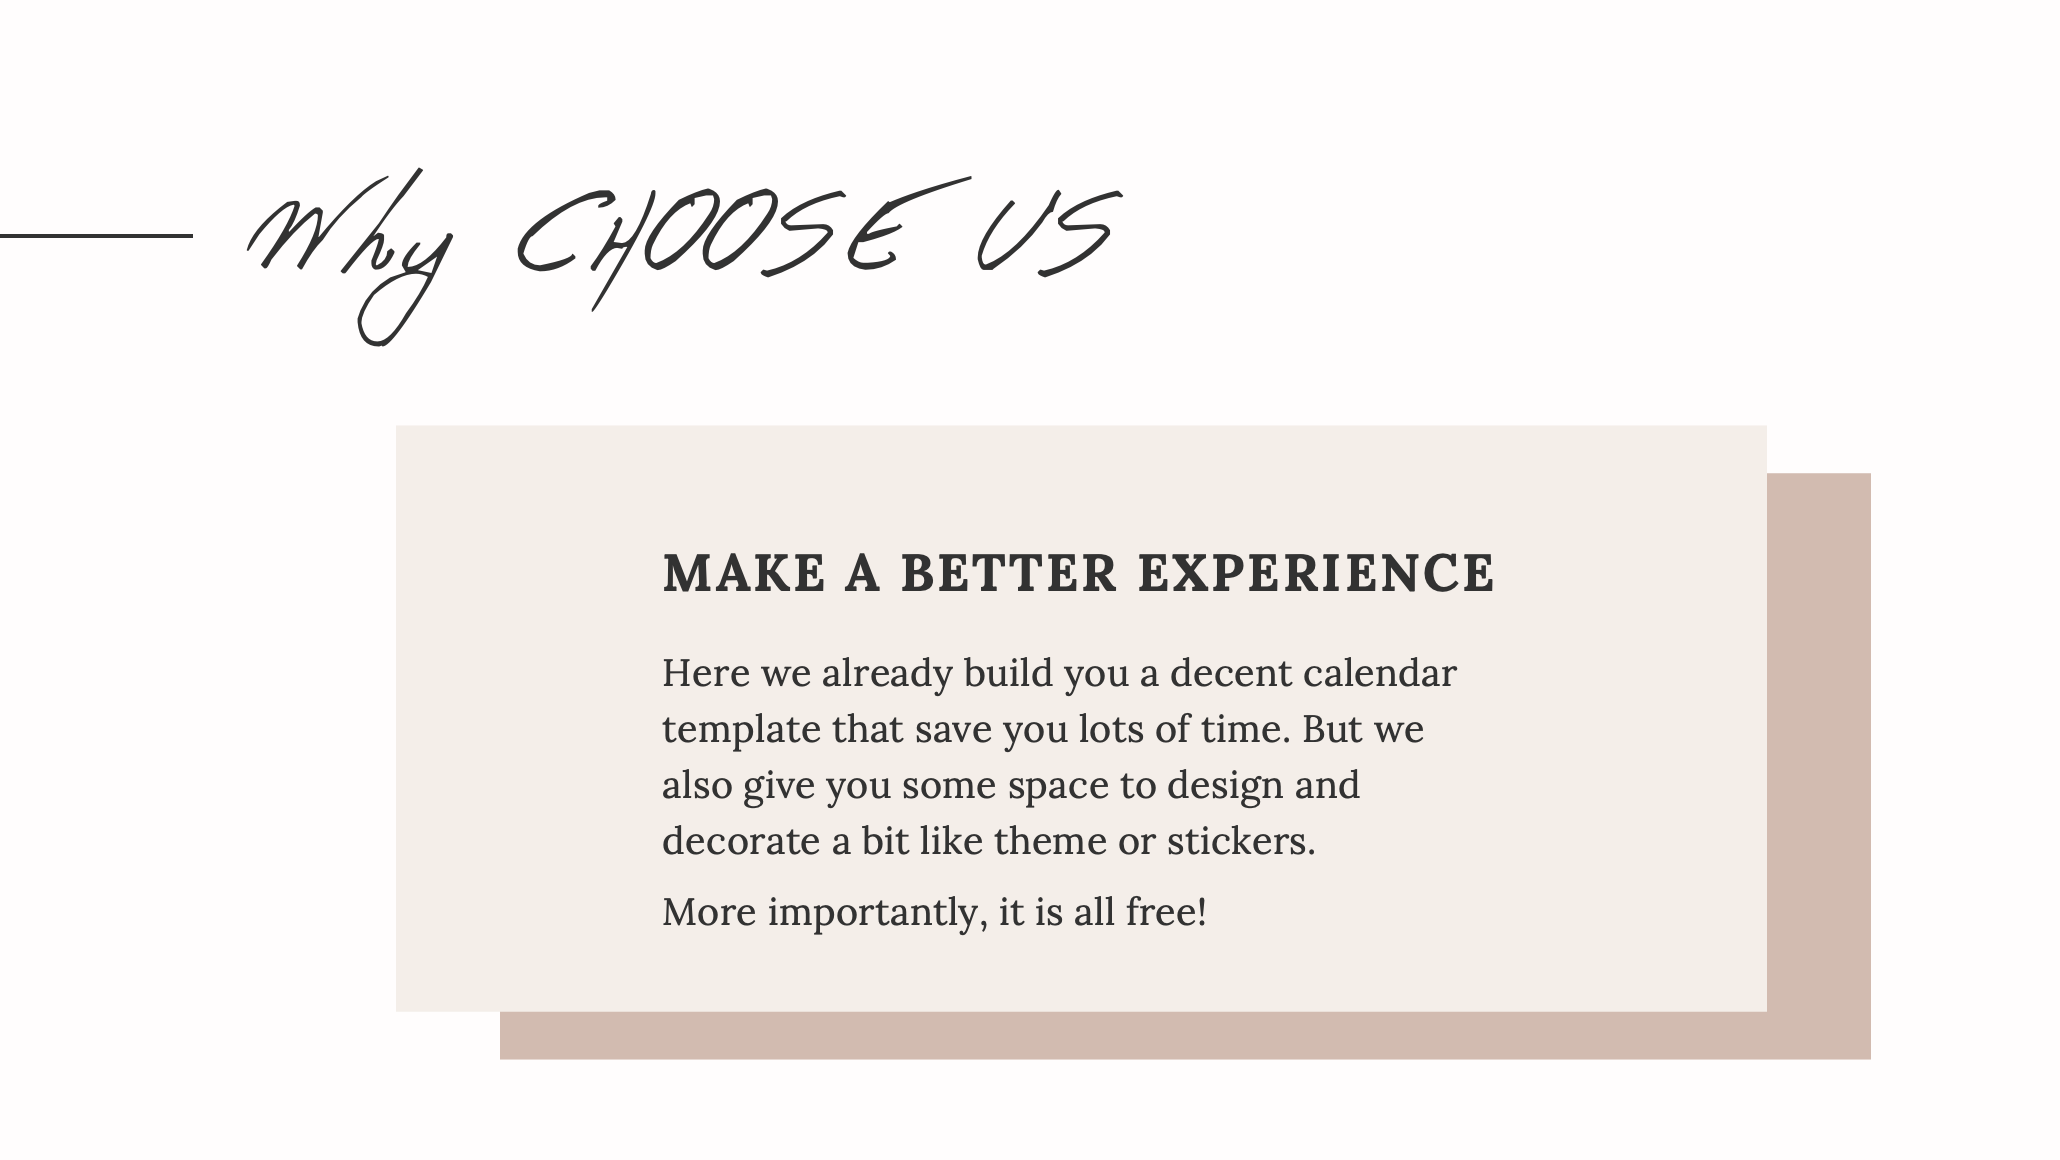 Why CHOOSE US
MAKE A BETTER EXPERIENCE
Here we already build you a decent calendar
template that save you lots of time. But we
also give you some space to design and
decorate a bit like theme or stickers.
More importantly, it is all free!